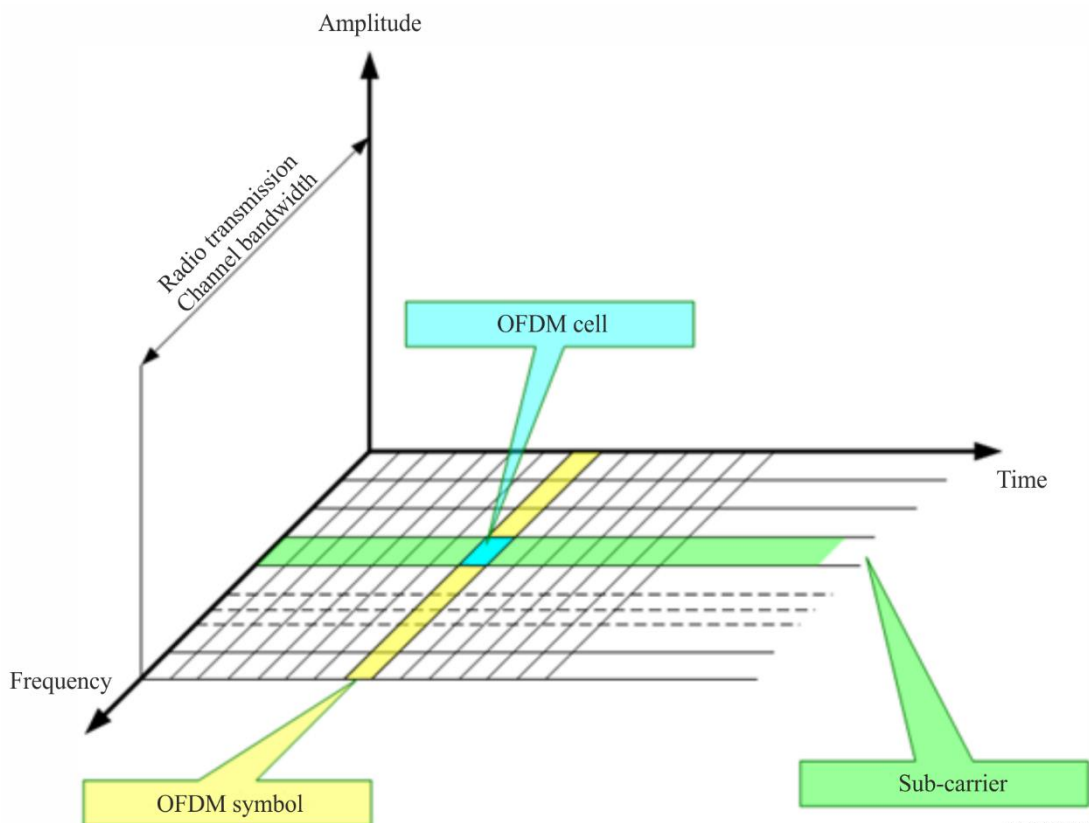 Amplitude
Radio transmission
Channel bandwidth
OFDM cell
Time
Frequency
Sub-carrier
OFDM symbol